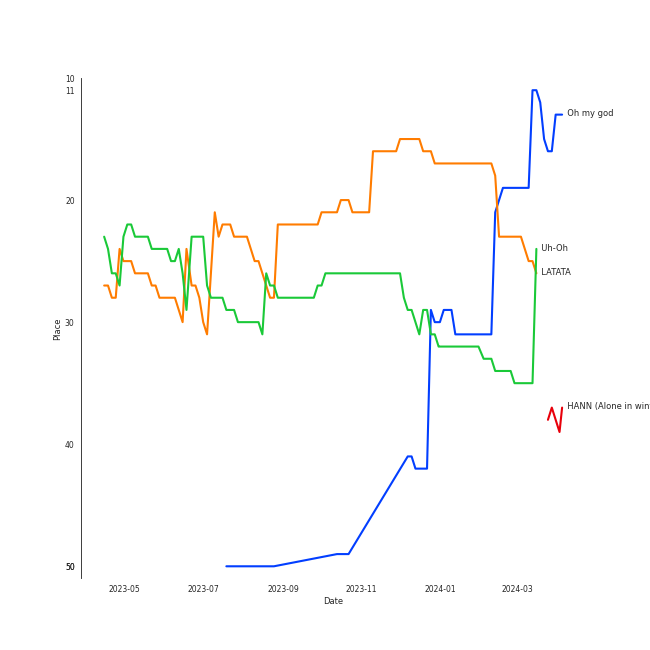 10
11
Oh my god
20
Uh-Oh
LATATA
30
Place
HANN (Alone in win
40
50
2023-05 2023-07 2023-09 2023-11 2024-01 2024-03
Date